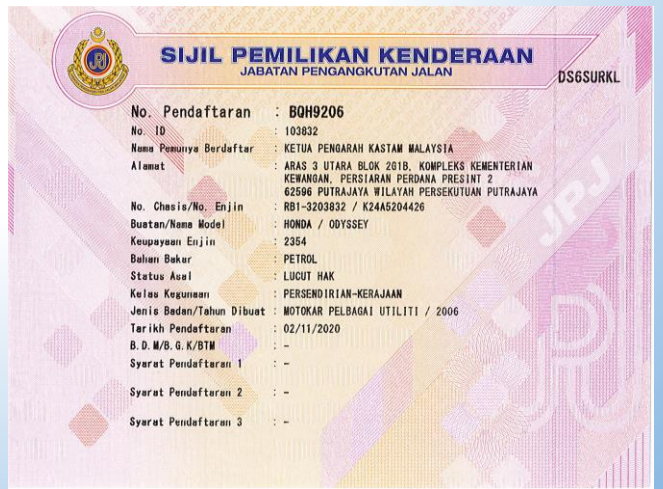 SIJIL PEMILIKAN KENDERAAN
JABATAN PENGANGKUTAN JALAN
DS6SURKL
No. Pendaftaran : BQH9206
No. ID : 103832
Nama Pemunya Berdaftar : KETUA PENGARAH KASTAM MALAYSIA
Alamat : ARAS 3 UTARA BLOK 2G1B, KOMPLEKS KEMENTERIAN
KEWANGAN, PERSIARAN PERDANA PRESINT 2
62596 PUTRAJAYA WILAYAH PERSEKUTUAN PUTRAJAYA
No. Chasis/No. Enjin : RB1-3203832 / K24A5204426
Buatan/Nama Model : HONDA / ODYSSEY
Keupayaan Enjin : 2354
Bahan Bakar : PETROL
Status Asal : LUCUT HAK
Kelas Kegunaan : PERSENDIRIAN-KERAJAAN
Jenis Badan/Tahun Dibuat : MOTOKAR PELBAGAI UTILITI / 2006
Tarikh Pendaftaran : 02/11/2020
B.D.M/B.G.K/BTM : -
Syarat Pendaftaran 1 : -
Syarat Pendaftaran 2 : -
Syarat Pendaftaran 3 : -
JPJ